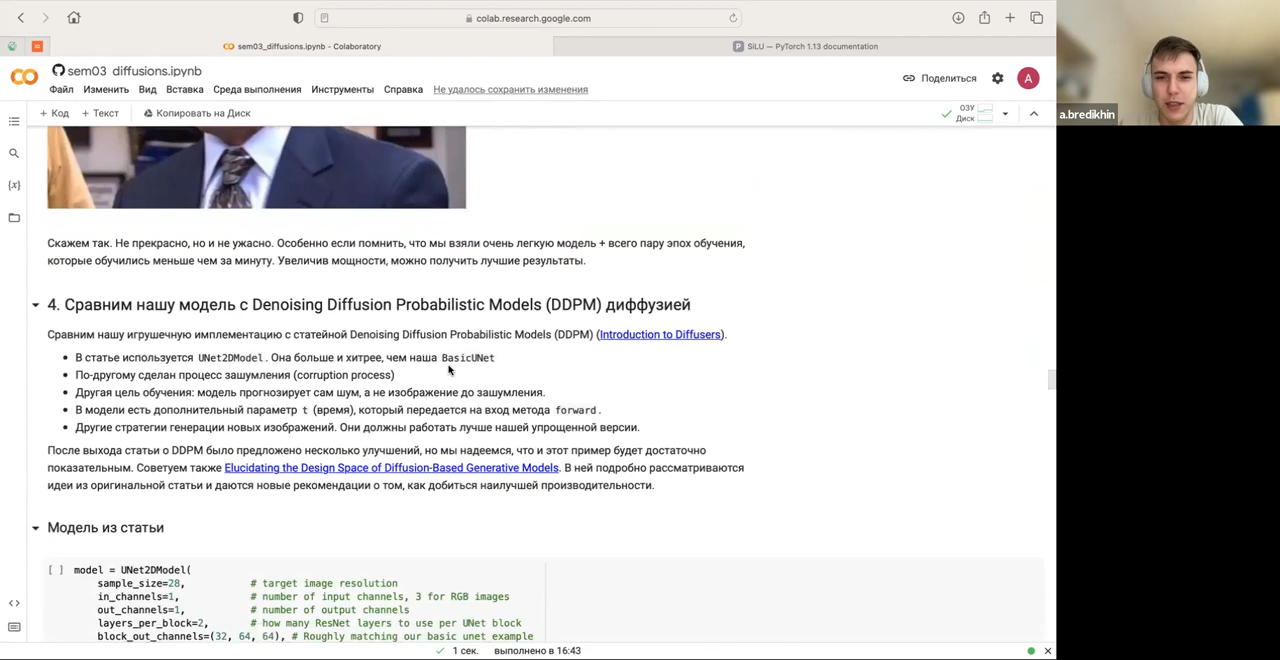 colab.research.google.com
sem03_diffusions.ipynb - Colaboratory
SiLU — PyTorch 1.13 documentation
sem03 diffusions.ipynb
Файл Изменить Вид Вставка Среда выполнения Инструменты Справка Не удалось сохранить изменения
Поделиться
A
+ Код + Текст Копировать на Диск
ОЗУ
Диск
a.bredikhin
Скажем так. Не прекрасно, но и не ужасно. Особенно если помнить, что мы взяли очень легкую модель + всего пару эпох обучения,
которые обучились меньше чем за минуту. Увеличив мощности, можно получить лучшие результаты.
4. Сравним нашу модель с Denoising Diffusion Probabilistic Models (DDPM) диффузией
Сравним нашу игрушечную имплементацию с статейной Denoising Diffusion Probabilistic Models (DDPM) (Introduction to Diffusers).
• В статье используется UNet2DModel. Она больше и хитрее, чем наша BasicUNet
• По-другому сделан процесс зашумления (corruption process)
• Другая цель обучения: модель прогнозирует сам шум, а не изображение до зашумления.
• В модели есть дополнительный параметр t (время), который передается на вход метода forward.
• Другие стратегии генерации новых изображений. Они должны работать лучше нашей упрощенной версии.
После выхода статьи о DDPM было предложено несколько улучшений, но мы надеемся, что и этот пример будет достаточно
показательным. Советуем также Elucidating the Design Space of Diffusion-Based Generative Models. В ней подробно рассматриваются
идеи из оригинальной статьи и даются новые рекомендации о том, как добиться наилучшей производительности.
Модель из статьи
[ ] model = UNet2DModel(
sample_size=28, # target image resolution
in_channels=1, # number of input channels, 3 for RGB images
out_channels=1, # number of output channels
layers_per_block=2, # how many ResNet layers to use per UNet block
block_out_channels=(32, 64, 64), # Roughly matching our basic unet example
1 сек. выполнено в 16:43